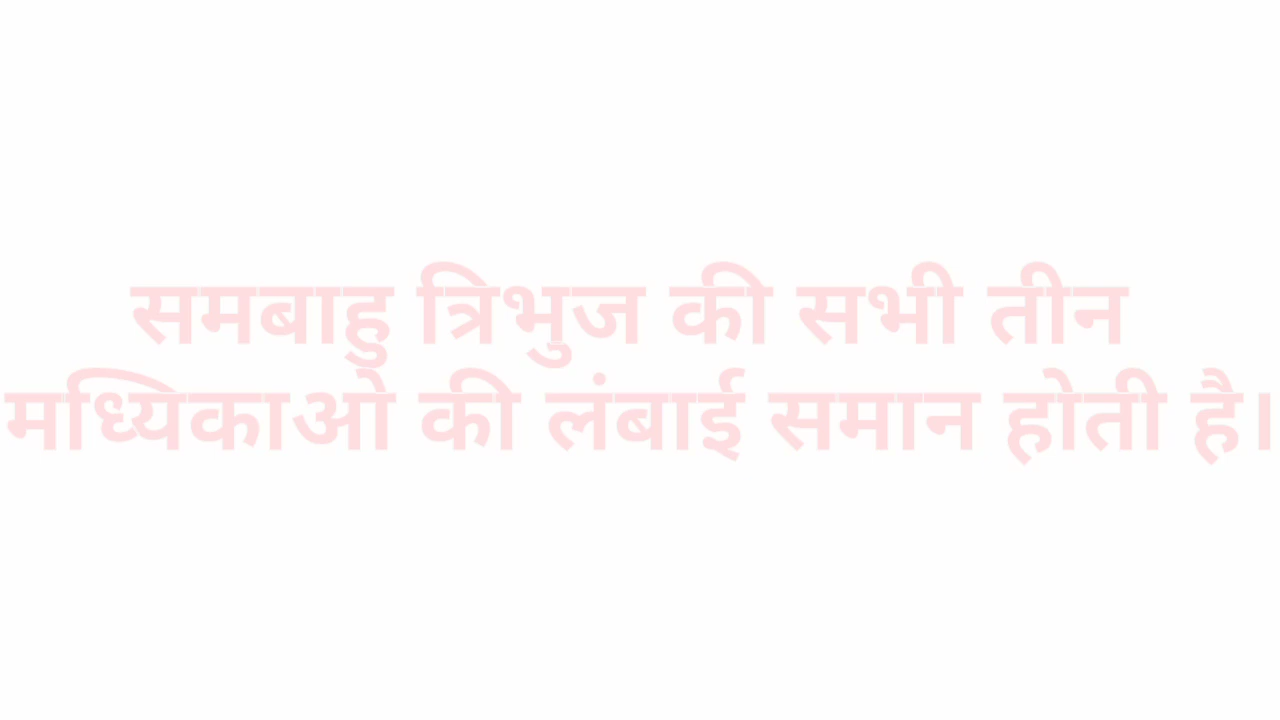 समबाहु त्रिभुज की सभी तीन
मध्यिकाओ की लंबाई समान होती है।